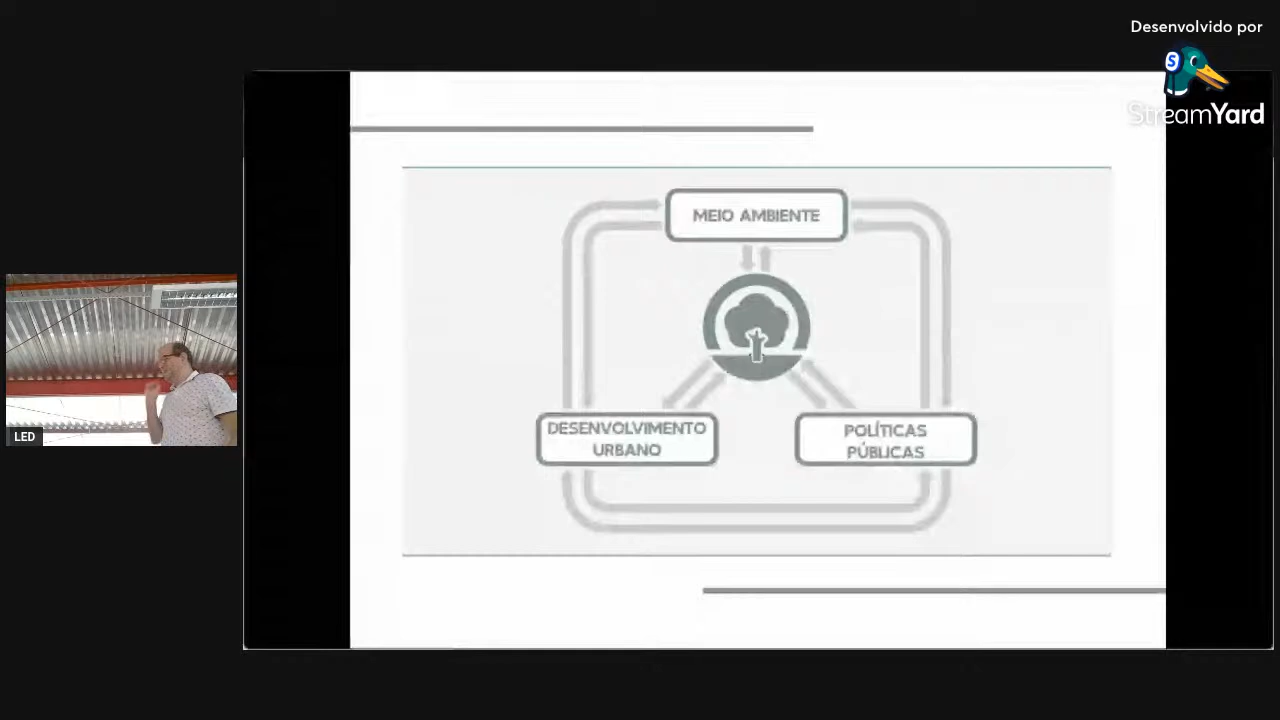 Desenvolvido por
StreamYard
MEIO AMBIENTE
DESENVOLVIMENTO
URBANO
POLÍTICAS
PÚBLICAS
LED